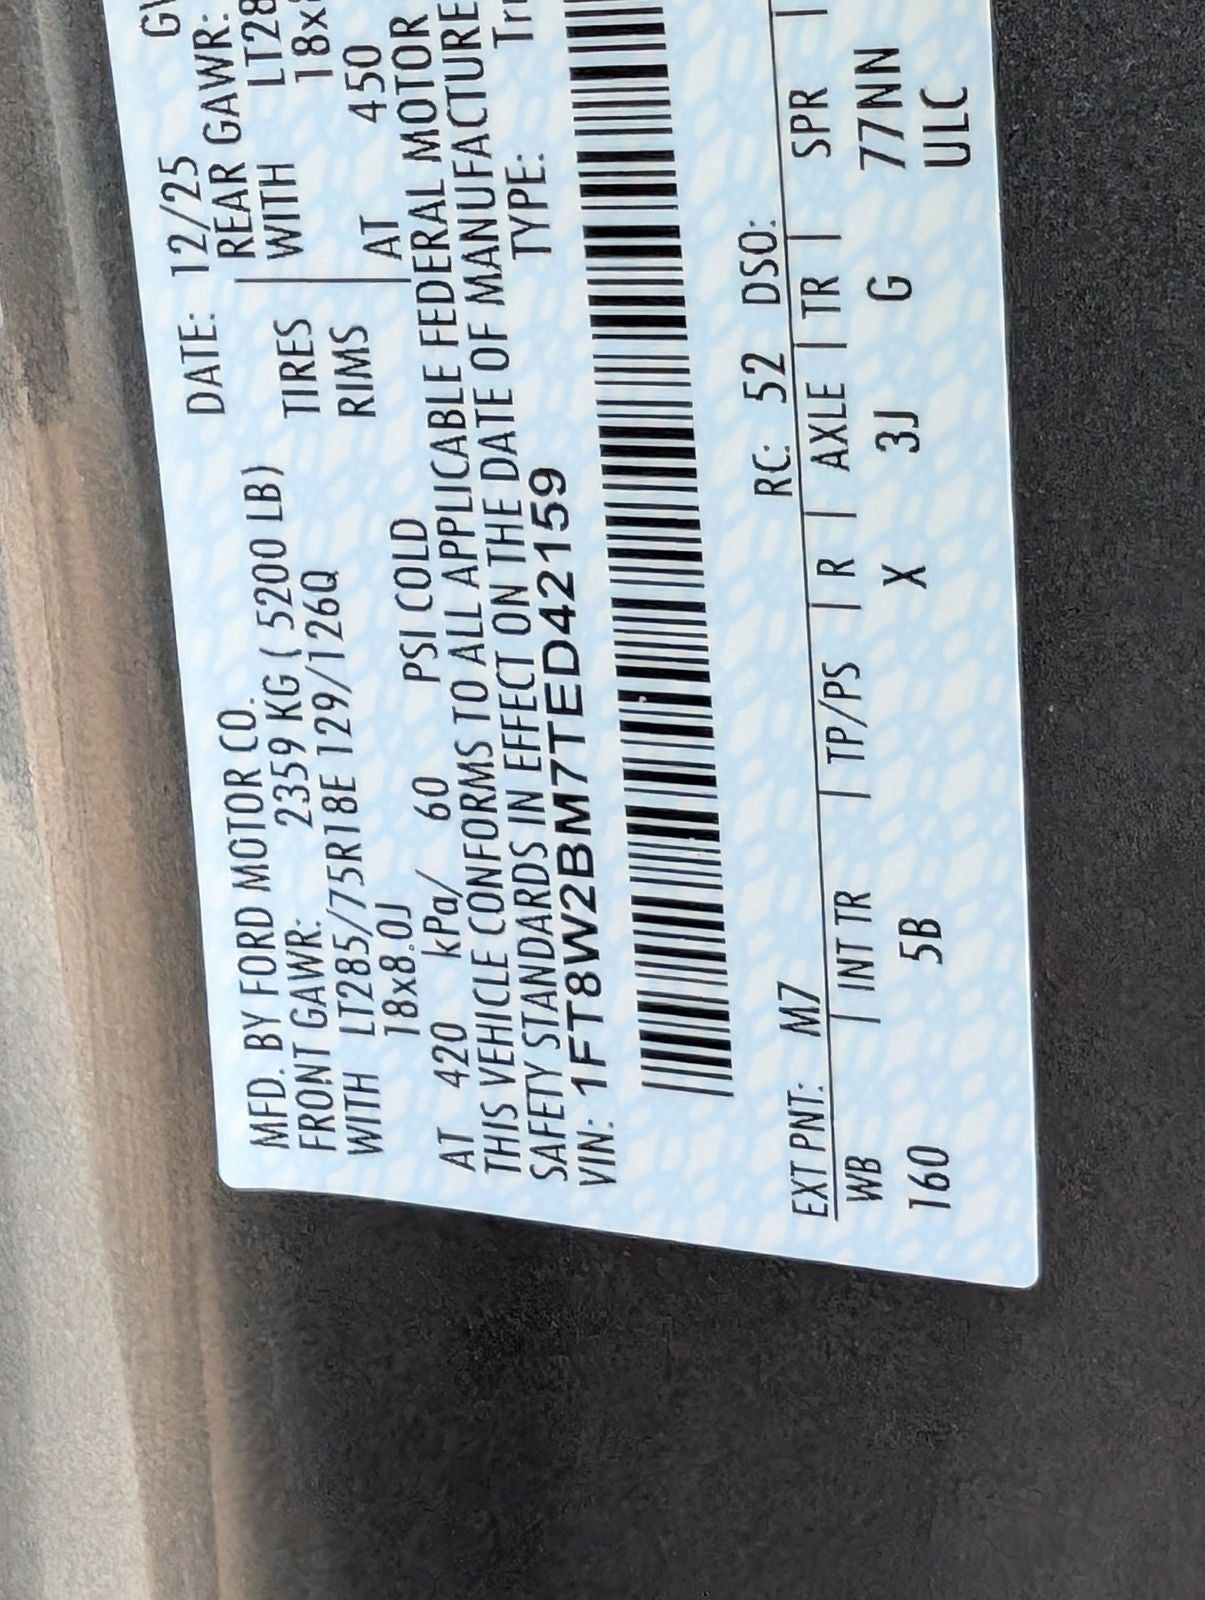 MFD. BY FORD MOTOR CO.
DATE: 12/25
FRONT GAWR: 2359 KG ( 5200 LB)
REAR GAWR:
WITH LT285/75R18E 129/126Q
TIRES
WITH
18x8.0J
RIMS
AT 420 kPa/ 60 PSI COLD
AT 450
THIS VEHICLE CONFORMS TO ALL APPLICABLE FEDERAL MOTOR
SAFETY STANDARDS IN EFFECT ON THE DATE OF MANUFACTURE
VIN: 1FT8W2BM7TED42159
TYPE:
EXT PNT: M7
RC: 52 DSO:
WB | INT TR | TP/PS | R | AXLE | TR | SPR |
160 5B X 3J G 77NN
ULC